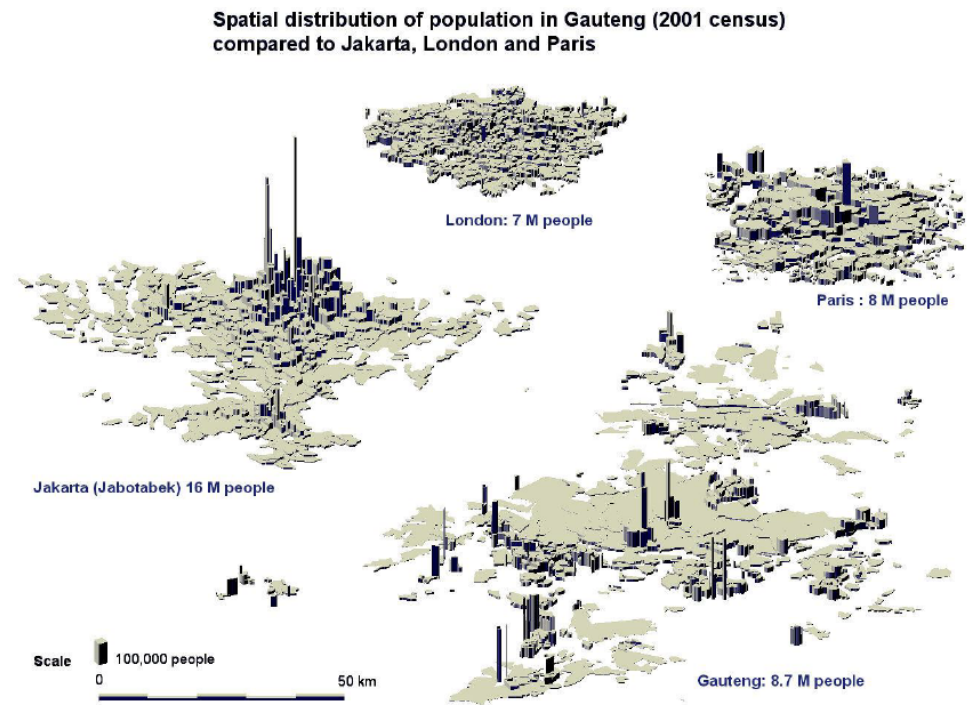 Spatial distribution of population in Gauteng (2001 census)
compared to Jakarta, London and Paris
London: 7 M people
Paris : 8 M people
Jakarta (Jabotabek) 16 M people
Scale
100,000 people
0
50 km
Gauteng: 8.7 M people